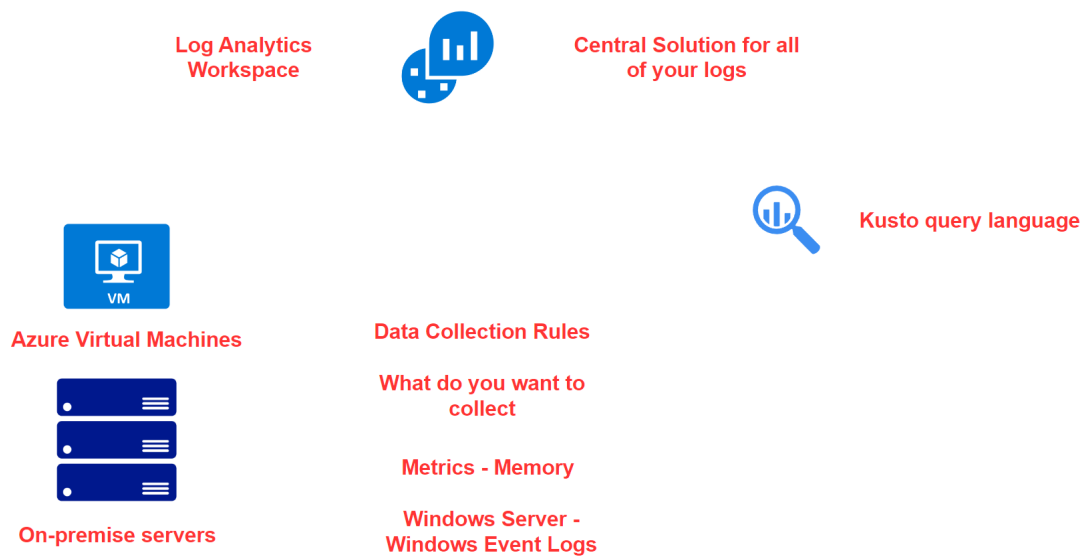 Log Analytics
Workspace
Central Solution for all
of your logs
Kusto query language
VM
Azure Virtual Machines
On-premise servers
Data Collection Rules
What do you want to
collect
Metrics - Memory
Windows Server -
Windows Event Logs